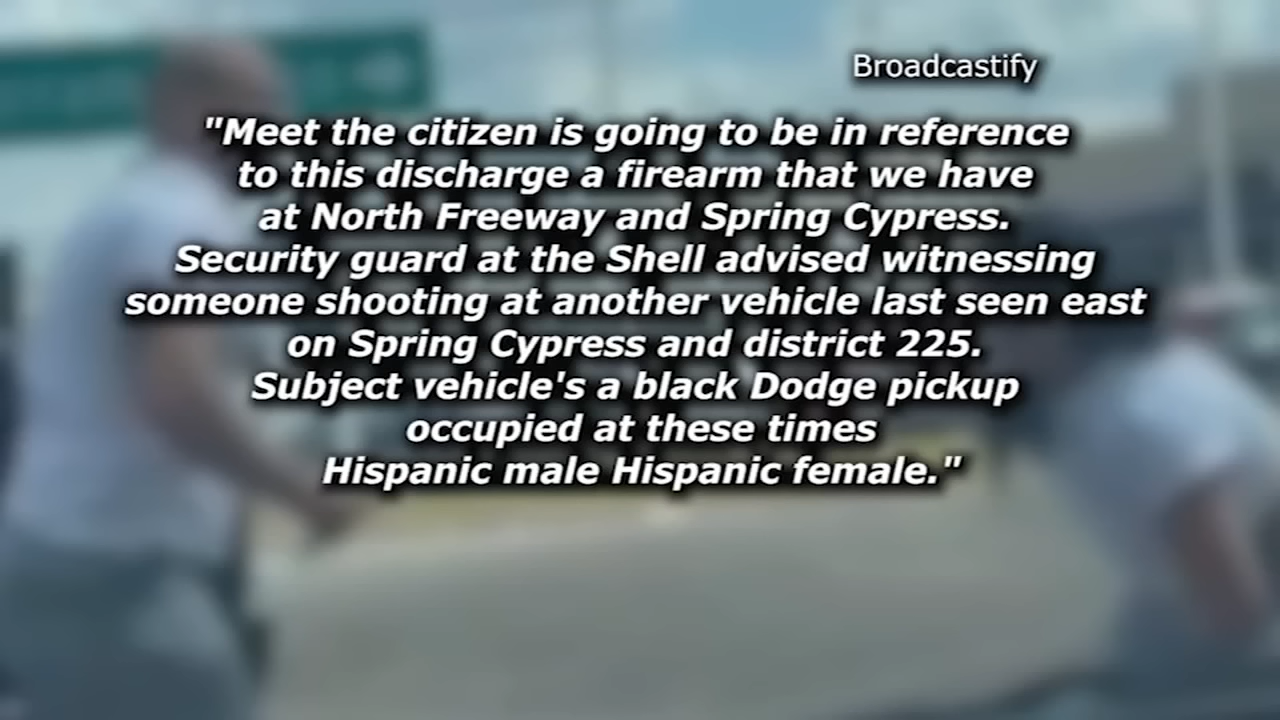 Broadcastify
"Meet the citizen is going to be in reference
to this discharge a firearm that we have
at North Freeway and Spring Cypress.
Security guard at the Shell advised witnessing
someone shooting at another vehicle last seen east
on Spring Cypress and district 225.
Subject vehicle's a black Dodge pickup
occupied at these times
Hispanic male Hispanic female."